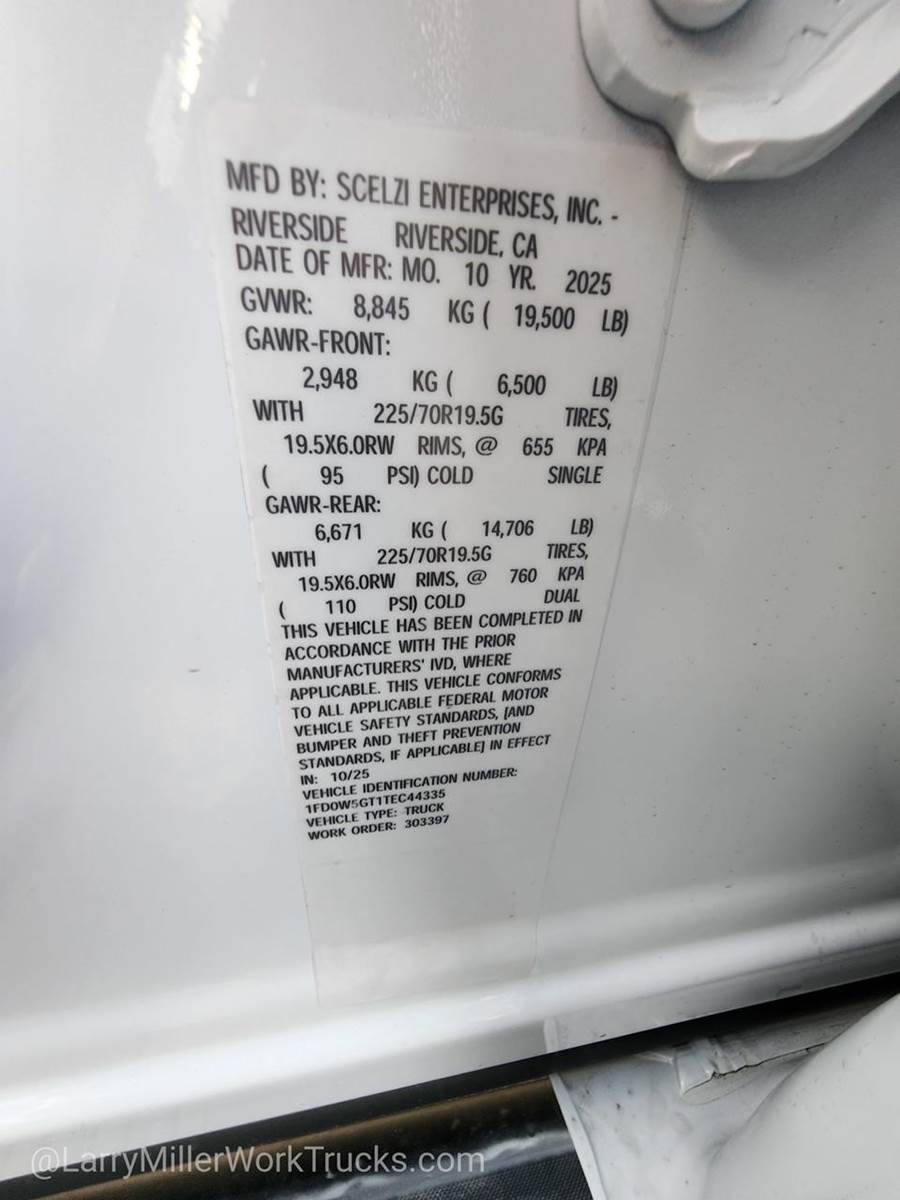 MFD BY: SCELZI ENTERPRISES, INC. -
RIVERSIDE RIVERSIDE, CA
DATE OF MFR: MO. 10 YR. 2025
GVWR: 8,845 KG ( 19,500 LB)
GAWR-FRONT:
2,948 KG ( 6,500 LB)
WITH 225/70R19.5G TIRES,
19.5X6.0RW RIMS, @ 655 KPA
( 95 PSI) COLD SINGLE
GAWR-REAR:
6,671 KG ( 14,706 LB)
WITH 225/70R19.5G TIRES,
19.5X6.0RW RIMS, @ 760 KPA
( 110 PSI) COLD DUAL
THIS VEHICLE HAS BEEN COMPLETED IN
ACCORDANCE WITH THE PRIOR
MANUFACTURERS' IVD, WHERE
APPLICABLE. THIS VEHICLE CONFORMS
TO ALL APPLICABLE FEDERAL MOTOR
VEHICLE SAFETY STANDARDS, [AND
BUMPER AND THEFT PREVENTION
STANDARDS, IF APPLICABLE] IN EFFECT
IN: 10/25
VEHICLE IDENTIFICATION NUMBER:
1FD0W5GT1TEC44335
VEHICLE TYPE: TRUCK
WORK ORDER: 303397
@LarryMillerWorkTrucks.com